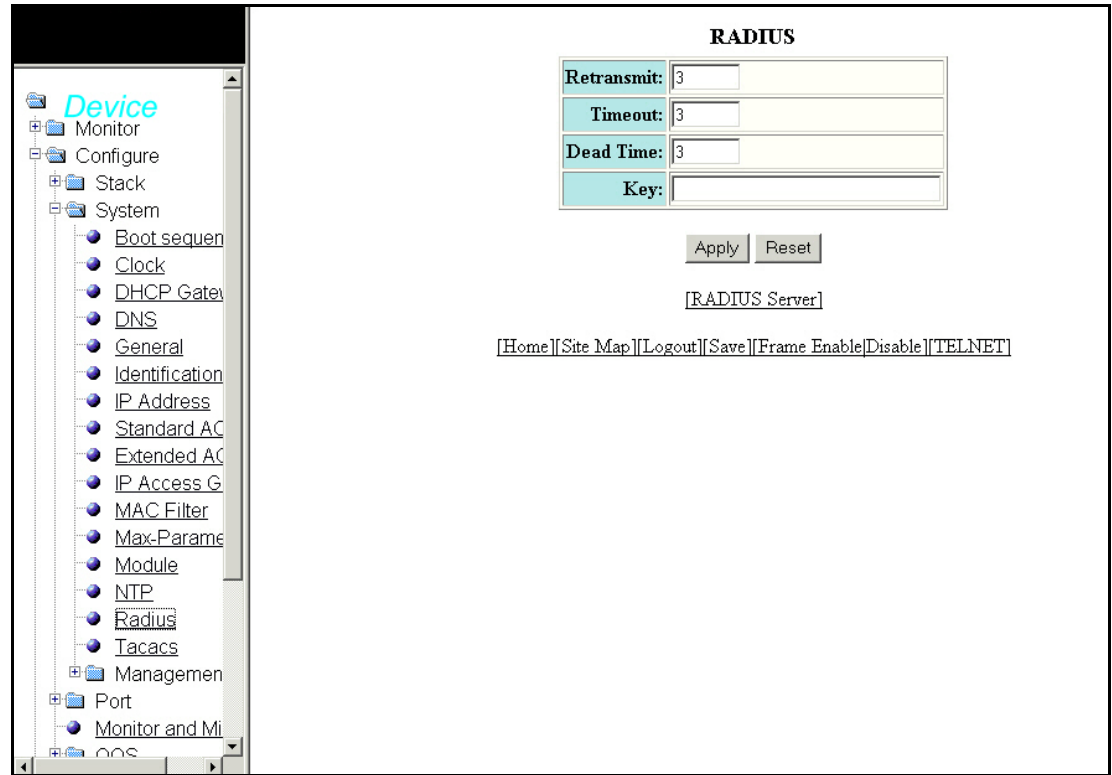 Device
Monitor
Configure
Stack
System
Boot sequen
Clock
DHCP Gatew
DNS
General
Identification
IP Address
Standard AC
Extended AC
IP Access G
MAC Filter
Max-Parame
Module
NTP
Radius
Tacacs
Managemen
Port
Monitor and Mi
QOS
RADIUS
Retransmit: 3
Timeout: 3
Dead Time: 3
Key:
Apply Reset
[RADIUS Server]
[Home][Site Map][Logout][Save][Frame Enable|Disable][TELNET]